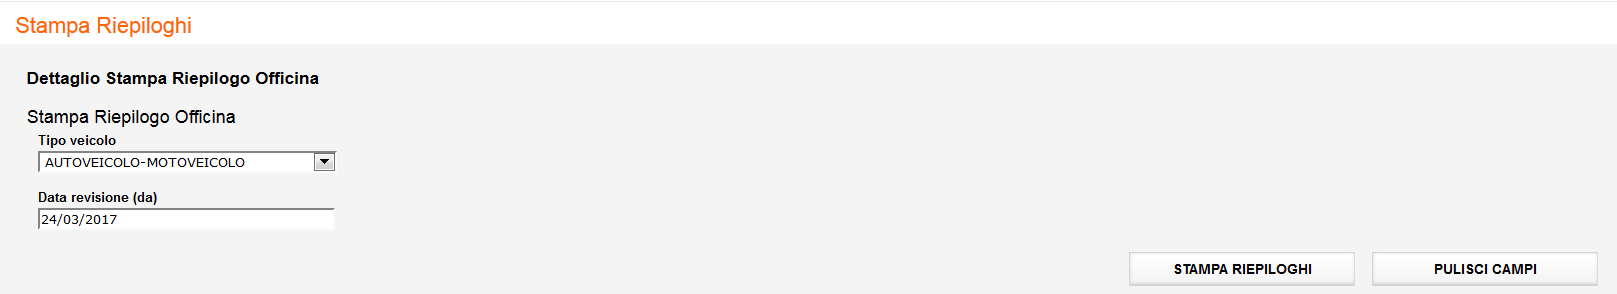 Stampa Riepiloghi
Dettaglio Stampa Riepilogo Officina
Stampa Riepilogo Officina
Tipo veicolo
AUTOVEICOLO-MOTOVEICOLO
Data revisione (da)
24/03/2017
STAMPA RIEPILOGHI PULISCI CAMPI